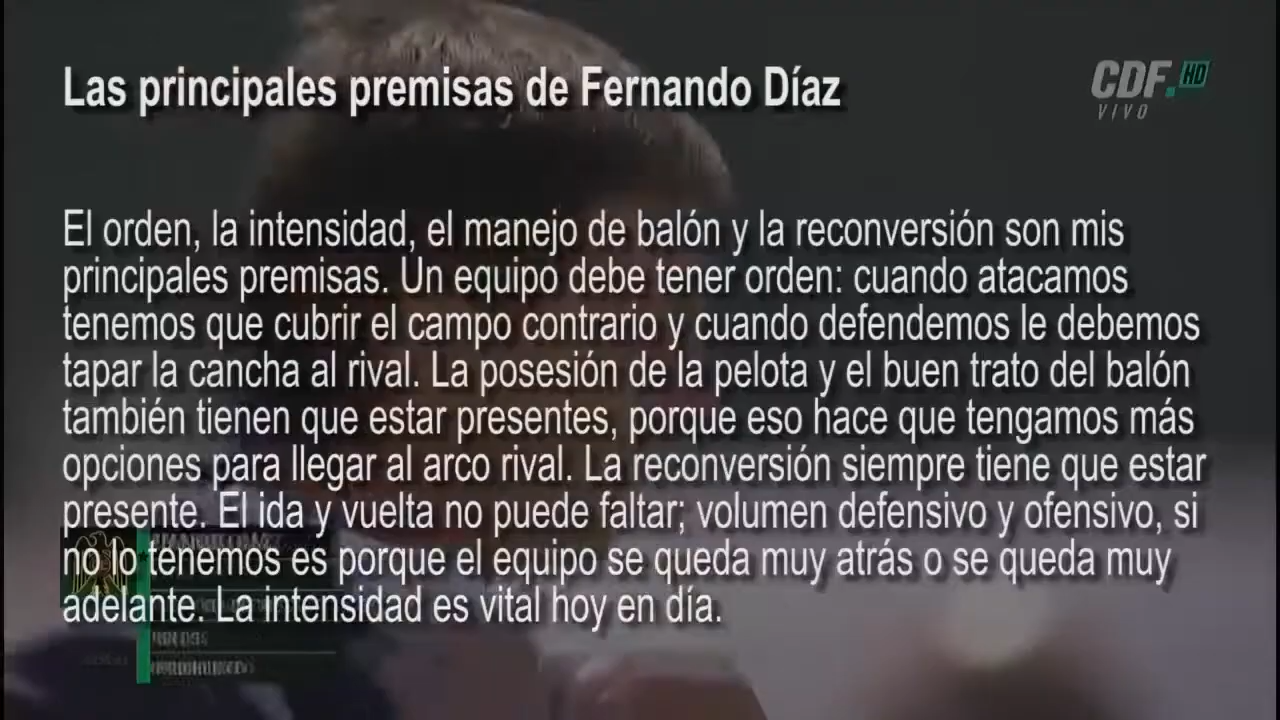 Las principales premisas de Fernando Díaz
CDF.HD
VIVO
El orden, la intensidad, el manejo de balón y la reconversión son mis
principales premisas. Un equipo debe tener orden: cuando atacamos
tenemos que cubrir el campo contrario y cuando defendemos le debemos
tapar la cancha al rival. La posesión de la pelota y el buen trato del balón
también tienen que estar presentes, porque eso hace que tengamos más
opciones para llegar al arco rival. La reconversión siempre tiene que estar
presente. El ida y vuelta no puede faltar; volumen defensivo y ofensivo, si
no lo tenemos es porque el equipo se queda muy atrás o se queda muy
adelante. La intensidad es vital hoy en día.